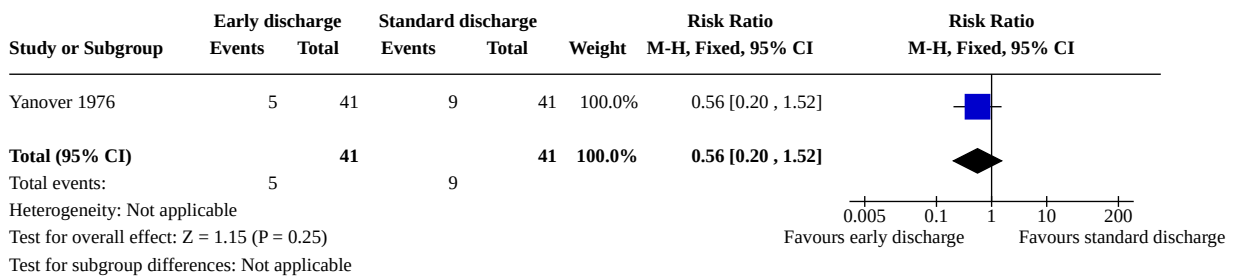 Early discharge Standard discharge Risk Ratio Risk Ratio
Study or Subgroup Events Total Events Total Weight M-H, Fixed, 95% CI M-H, Fixed, 95% CI
Yanover 1976 5 41 9 41 100.0% 0.56 [0.20 , 1.52]
Total (95% CI) 41 41 100.0% 0.56 [0.20 , 1.52]
Total events: 5 9
Heterogeneity: Not applicable
0.005 0.1 1 10 200
Test for overall effect: Z = 1.15 (P = 0.25) Favours early discharge Favours standard discharge
Test for subgroup differences: Not applicable